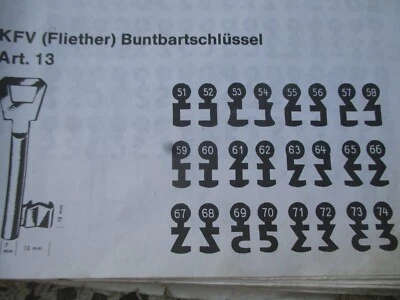 KFV (Fliether) Buntbartschlüssel
Art. 13
51 52 53 54 55 56 57 58
59 60 61 62 63 64 65 66
67 68 69 70 71 72 73 74